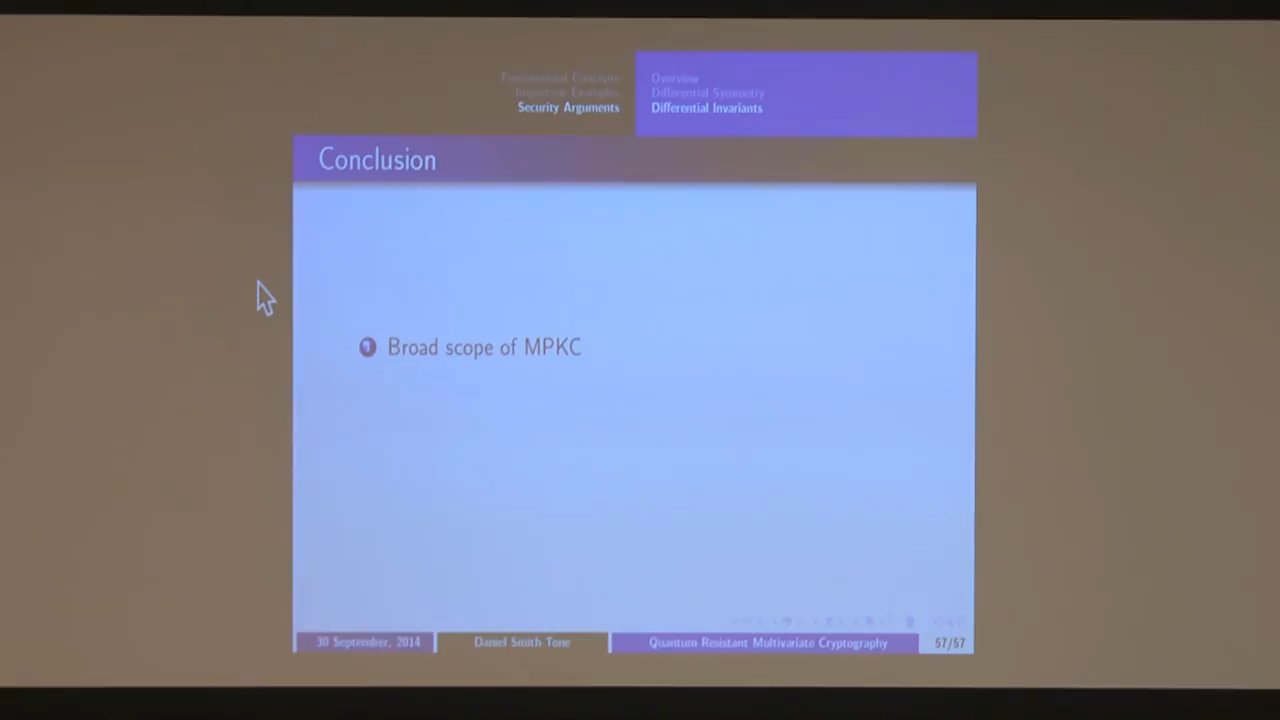 Fundamental Concepts
Important Examples
Security Arguments
Overview
Differential Symmetry
Differential Invariants
Conclusion
1 Broad scope of MPKC
30 September, 2014
Daniel Smith-Tone
Quantum Resistant Multivariate Cryptography
57/57